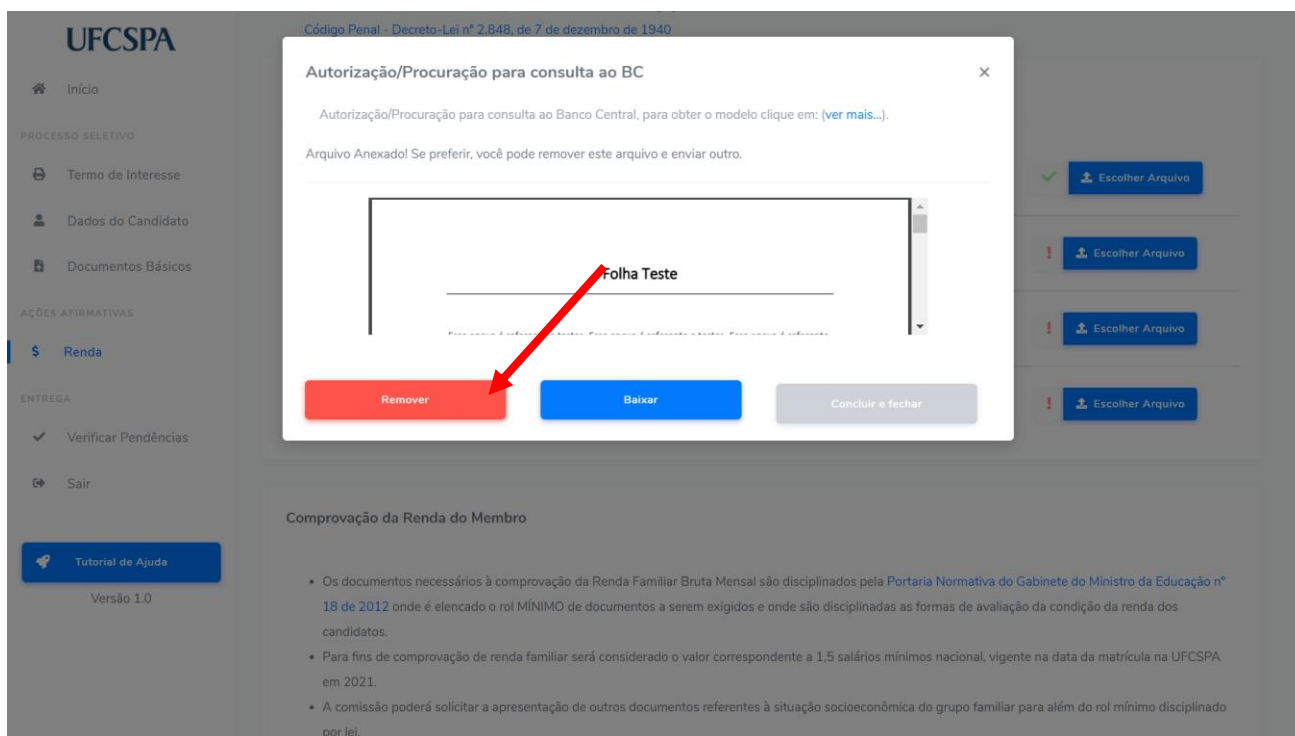 UFCSPA
Início
PROCESSO SELETIVO
Termo de Interesse
Dados do Candidato
Documentos Básicos
AÇÕES AFIRMATIVAS
$ Renda
ENTREGA
Verificar Pendências
Sair
Tutorial de Ajuda
Versão 1.0
Código Penal - Decreto-Lei nº 2.848, de 7 de dezembro de 1940
Autorização/Procuração para consulta ao BC ×
Autorização/Procuração para consulta ao Banco Central, para obter o modelo clique em: (ver mais...).
Arquivo Anexado! Se preferir, você pode remover este arquivo e enviar outro.
Folha Teste
Remover
Baixar
Concluir e fechar
Escolher Arquivo
! Escolher Arquivo
! Escolher Arquivo
! Escolher Arquivo
Comprovação da Renda do Membro
• Os documentos necessários à comprovação da Renda Familiar Bruta Mensal são disciplinados pela Portaria Normativa do Gabinete do Ministro da Educação nº
18 de 2012 onde é elencado o rol MÍNIMO de documentos a serem exigidos e onde são disciplinadas as formas de avaliação da condição da renda dos
candidatos.
• Para fins de comprovação de renda familiar será considerado o valor correspondente a 1,5 salários mínimos nacional, vigente na data da matrícula na UFCSPA
em 2021.
• A comissão poderá solicitar a apresentação de outros documentos referentes à situação socioeconômica do grupo familiar para além do rol mínimo disciplinado
por lei.